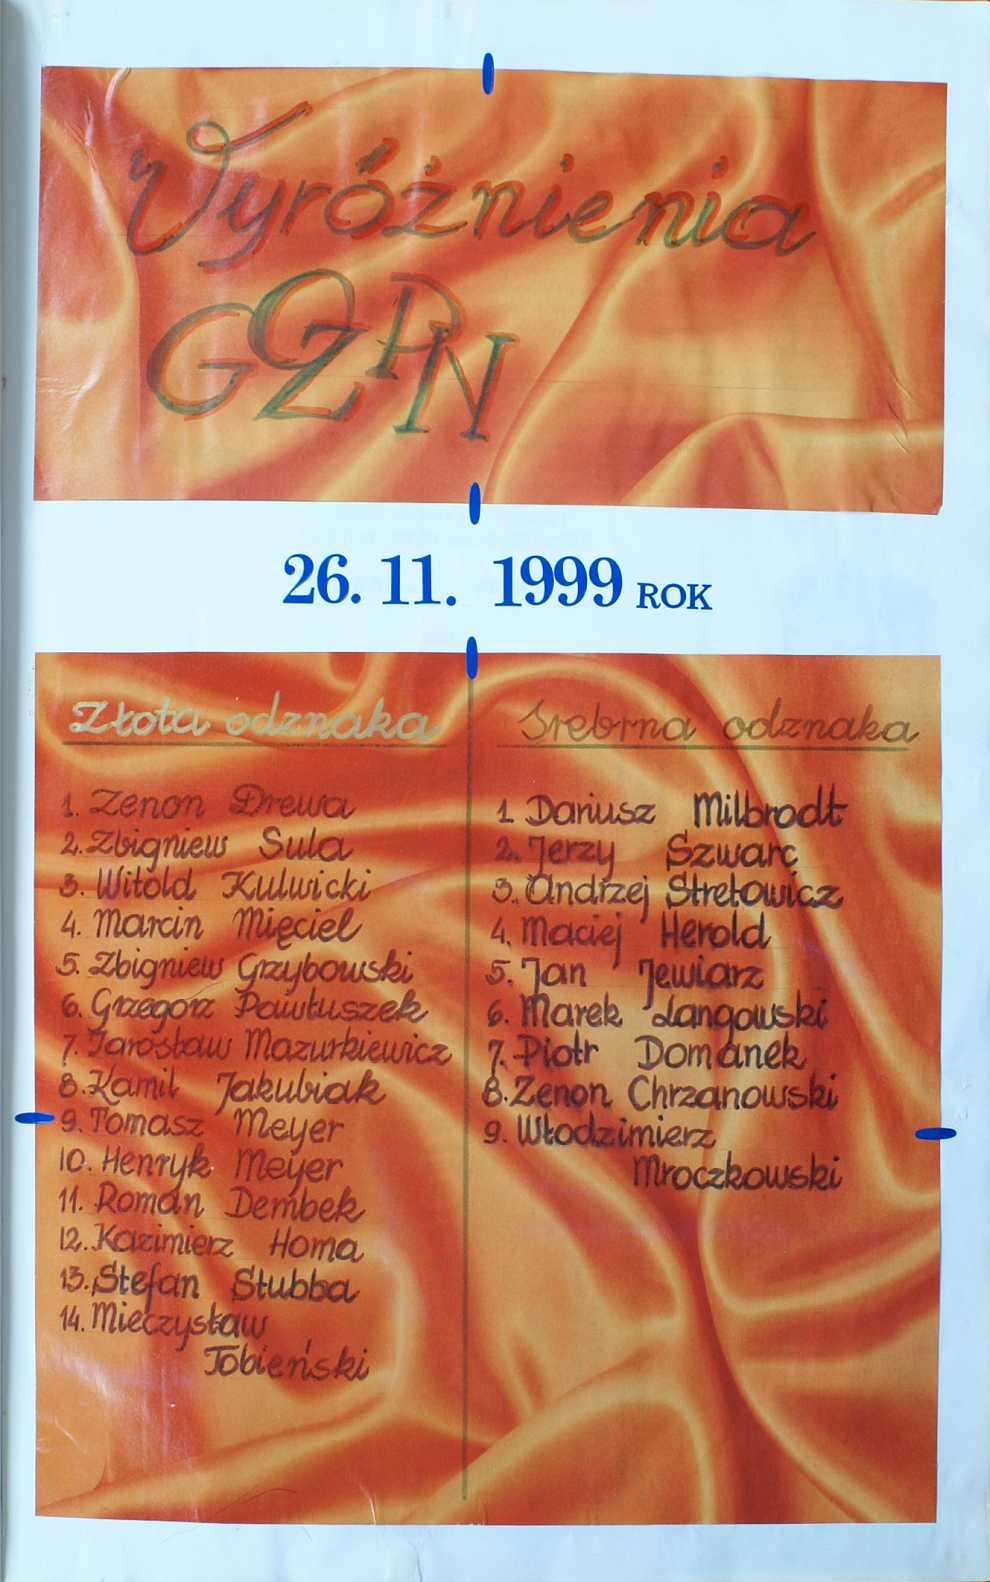 Wyróżnienia
GOZPN
26. 11. 1999 ROK
Złota odznaka
1. Zenon Drewa
2. Zbigniew Sula
3. Witold Kulwicki
4. Marcin Mięciel
5. Zbigniew Grzybowski
6. Grzegorz Pawłuszek
7. Jarosław Mazurkiewicz
8. Kamil Jakubiak
9. Tomasz Meyer
10. Henryk Meyer
11. Roman Dembek
12. Kazimierz Homa
13. Stefan Stubba
14. Mieczysław
Tobieński
Srebrna odznaka
1. Dariusz Milbrodt
2. Jerzy Szwarc
3. Andrzej Stretowicz
4. Maciej Herold
5. Jan Jewiarz
6. Marek Langowski
7. Piotr Domanek
8. Zenon Chrzanowski
9. Włodzimierz
Mroczkowski